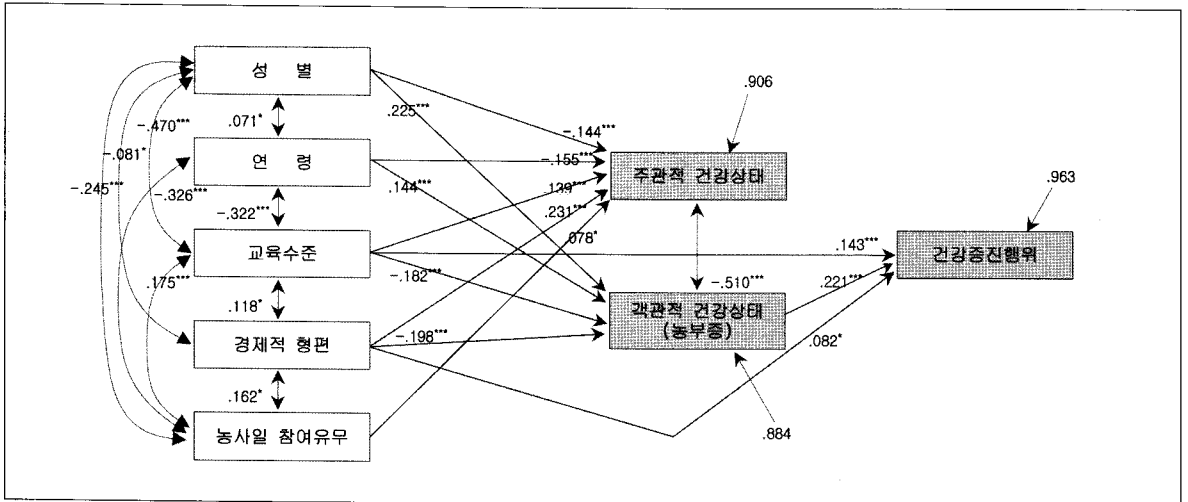 성 별
.906
.225***
-.470***
.071*
-.144***
-.081*
연 령
-.155***
주관적 건강상태
-.245***
.144***
.139***
.963
-.326***
.231***
-.322***
.078*
교육수준
.143***
건강증진행위
.175***
-.182***
-.510***
.221***
.118*
객관적 건강상태
(농부증)
경제적 형편
-.198***
.082*
.162*
.884
농사일 참여유무